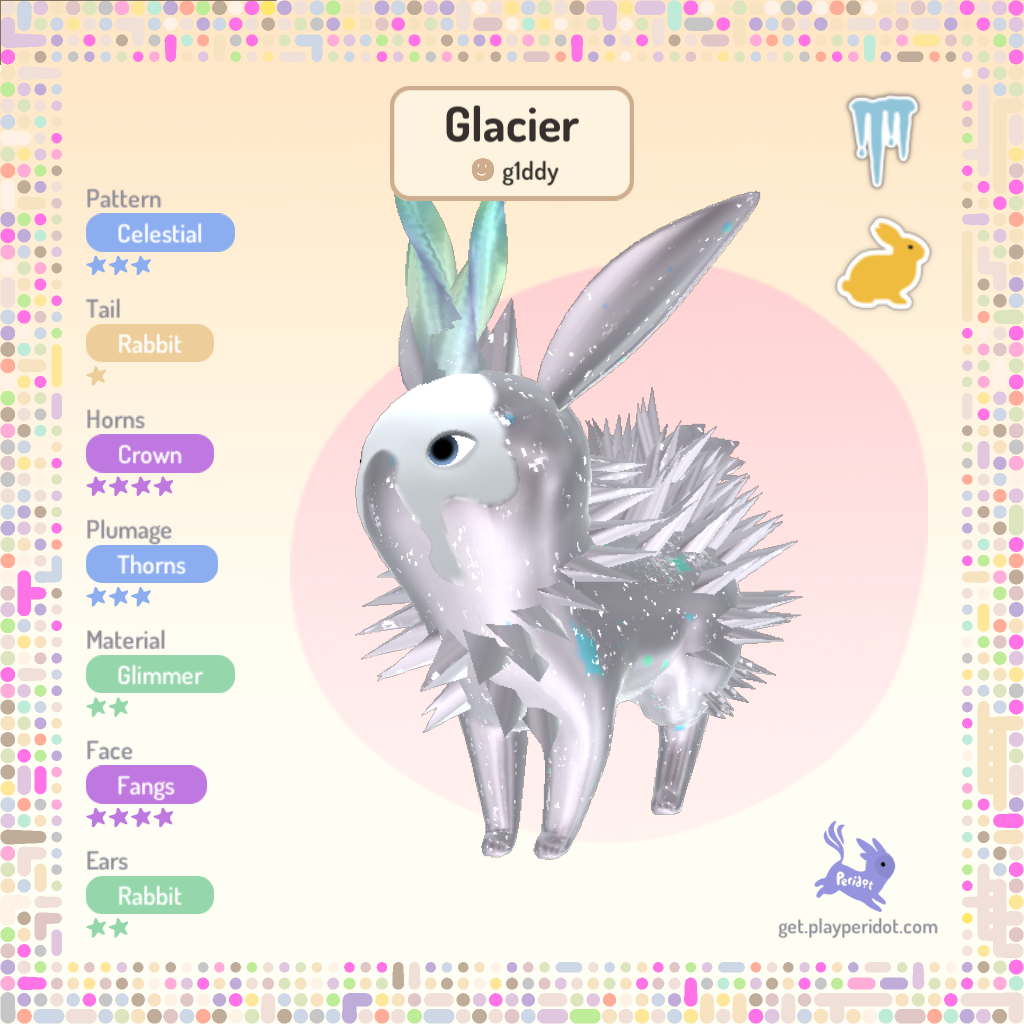 Glacier
g1ddy
Pattern
Celestial
Tail
Rabbit
Horns
Crown
Plumage
Thorns
Material
Glimmer
Face
Fangs
Ears
Rabbit
Peridot
get.playperidot.com